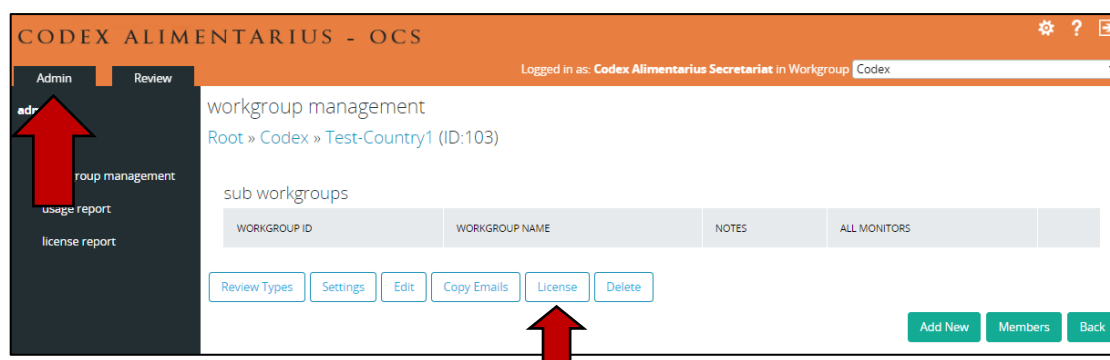 CODEX ALIMENTARIUS - OCS
?
Admin Review
Logged in as: Codex Alimentarius Secretariat in Workgroup Codex
workgroup management
Root » Codex » Test-Country1 (ID:103)
management
usage report
license report
sub workgroups
WORKGROUP ID WORKGROUP NAME NOTES ALL MONITORS
Review Types Settings Edit Copy Emails License Delete
Add New Members Back